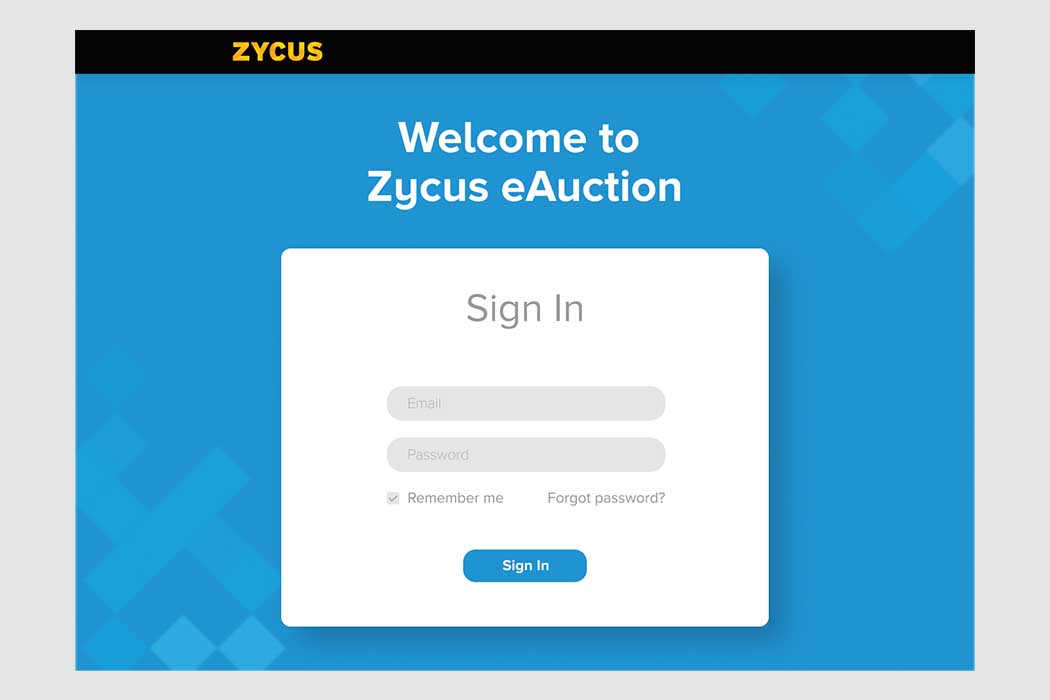 ZYCUS
Welcome to
Zycus eAuction
Sign In
Email
Password
Remember me
Forgot password?
Sign In